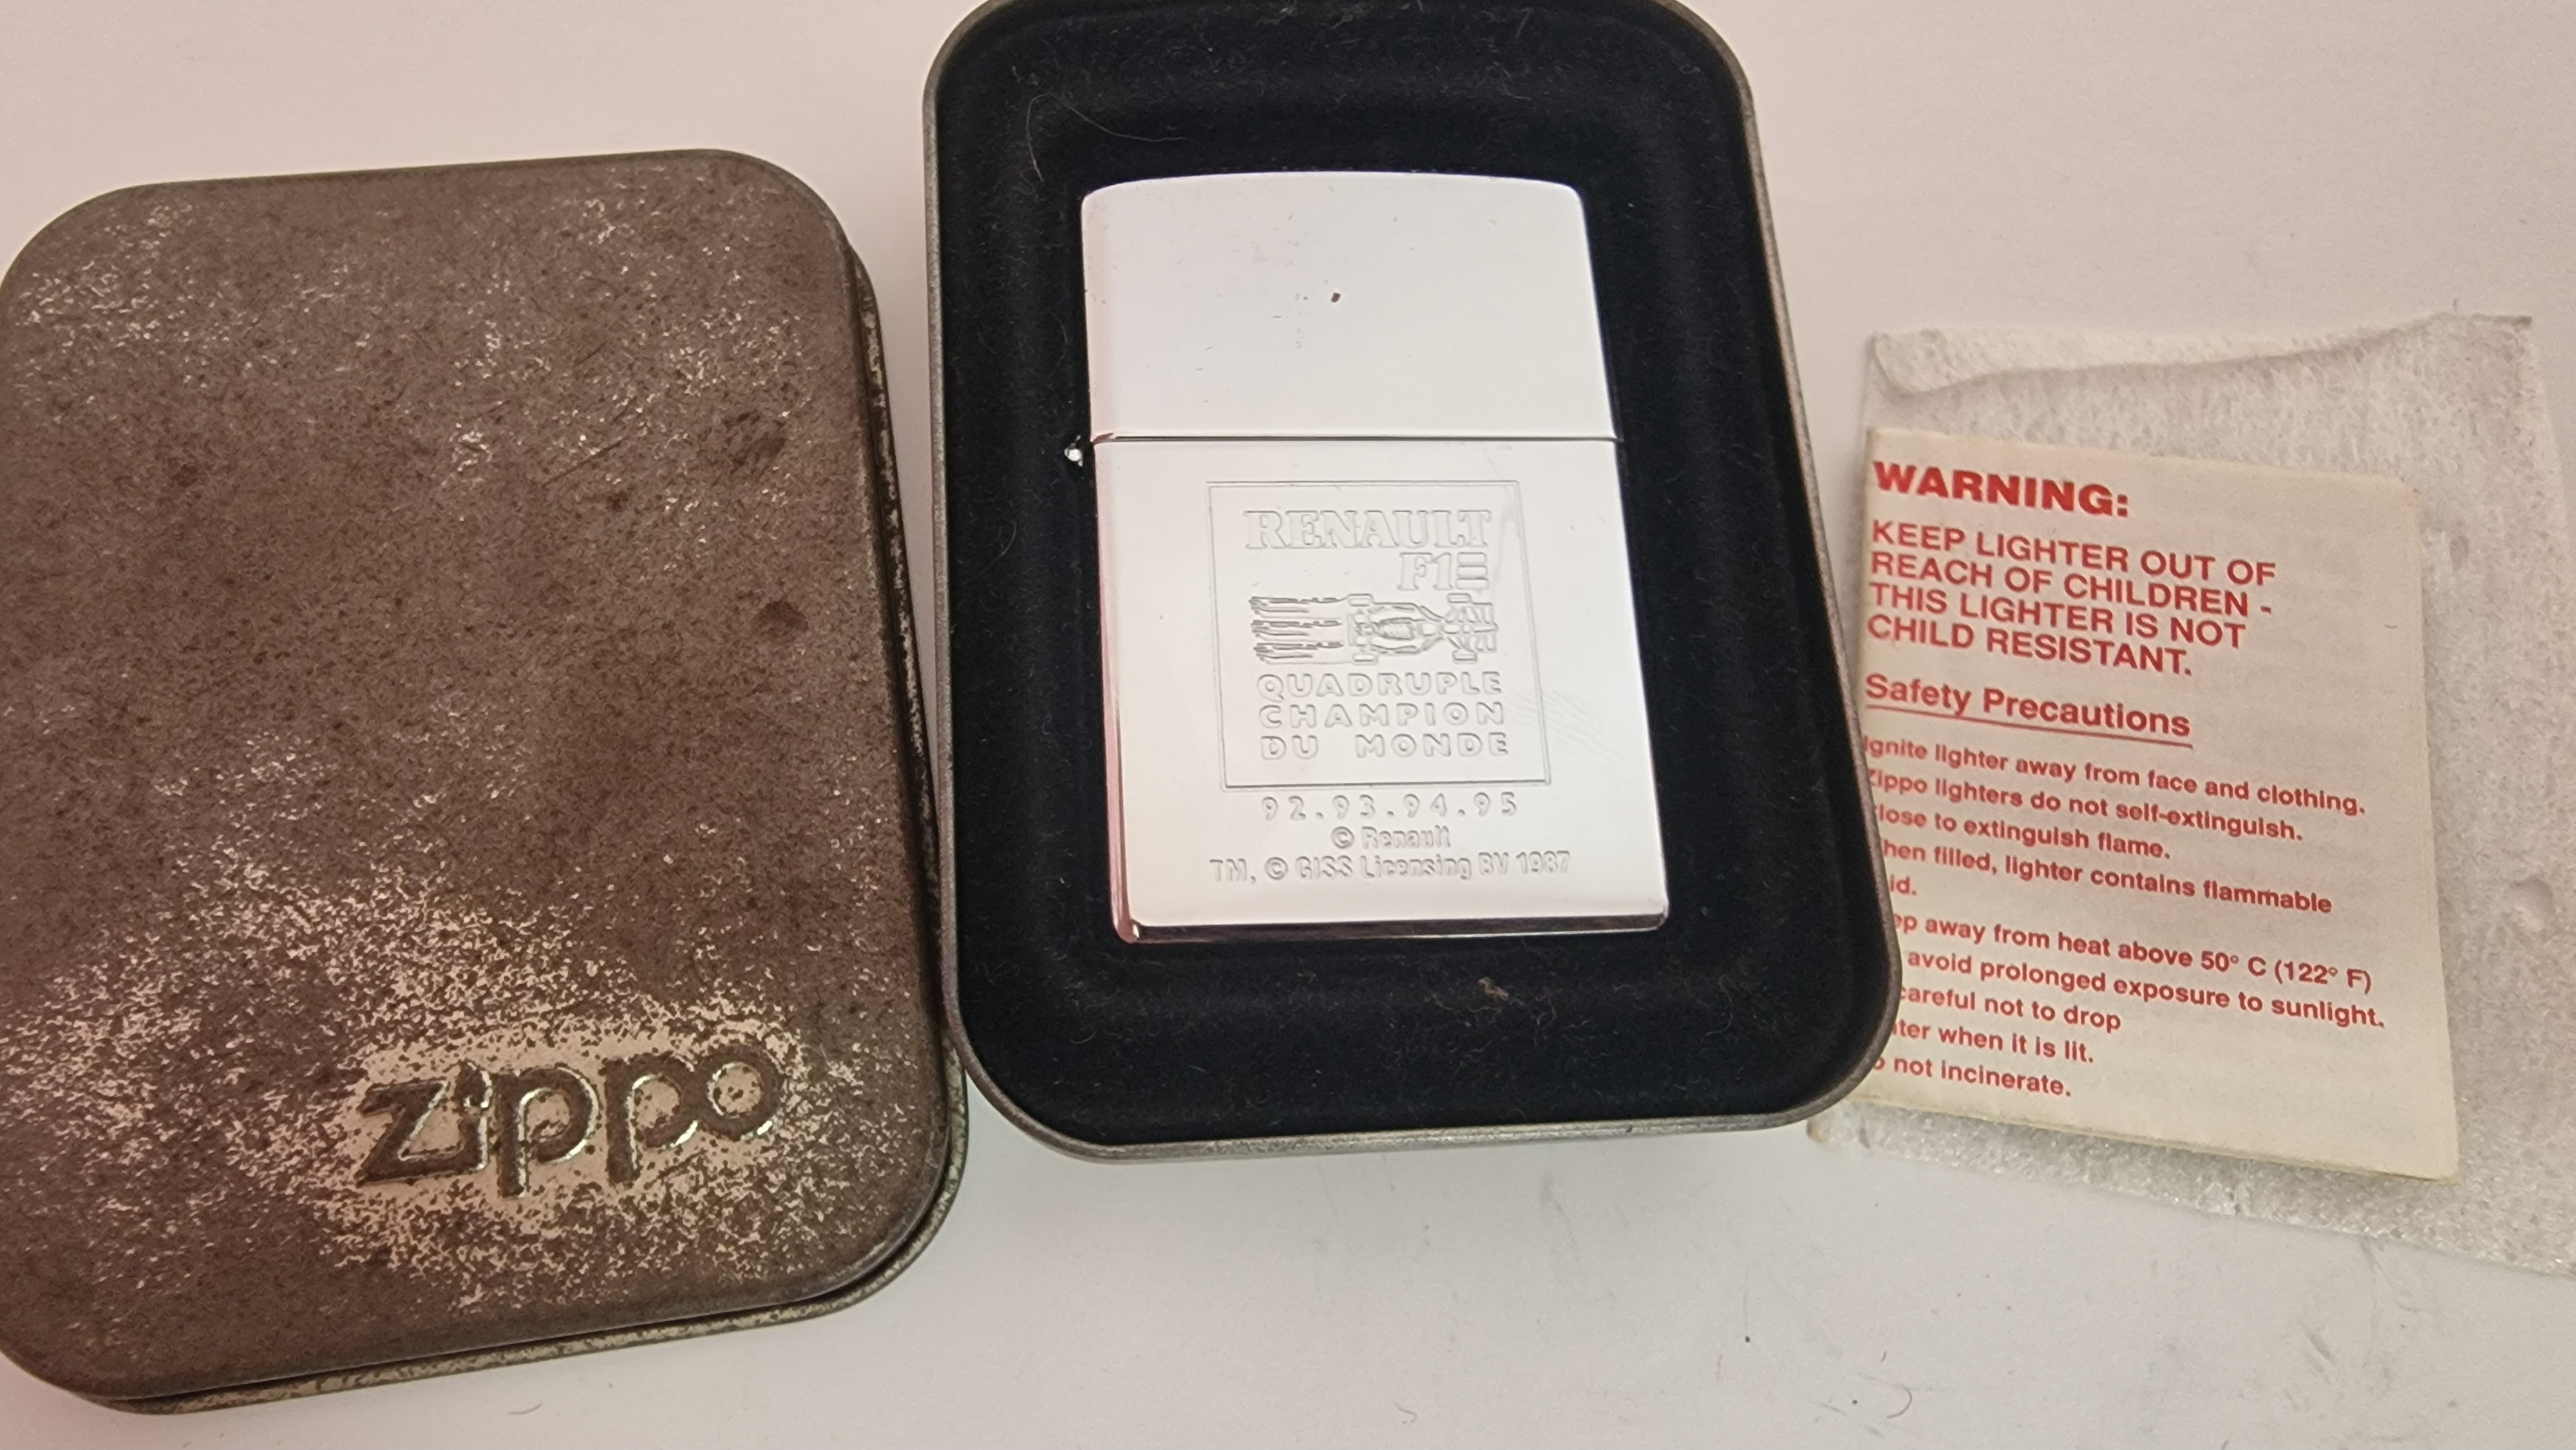 Zippo
RENAULT
F1
QUADRUPLE
CHAMPION
DU MONDE
92.93.94.95
© Renault
TM, © GISS Licensing BV 1987
WARNING:
KEEP LIGHTER OUT OF
REACH OF CHILDREN -
THIS LIGHTER IS NOT
CHILD RESISTANT.
Safety Precautions
Ignite lighter away from face and clothing.
Zippo lighters do not self-extinguish.
lose to extinguish flame.
hen filled, lighter contains flammable
id.
ep away from heat above 50° C (122° F)
avoid prolonged exposure to sunlight.
careful not to drop
ter when it is lit.
o not incinerate.